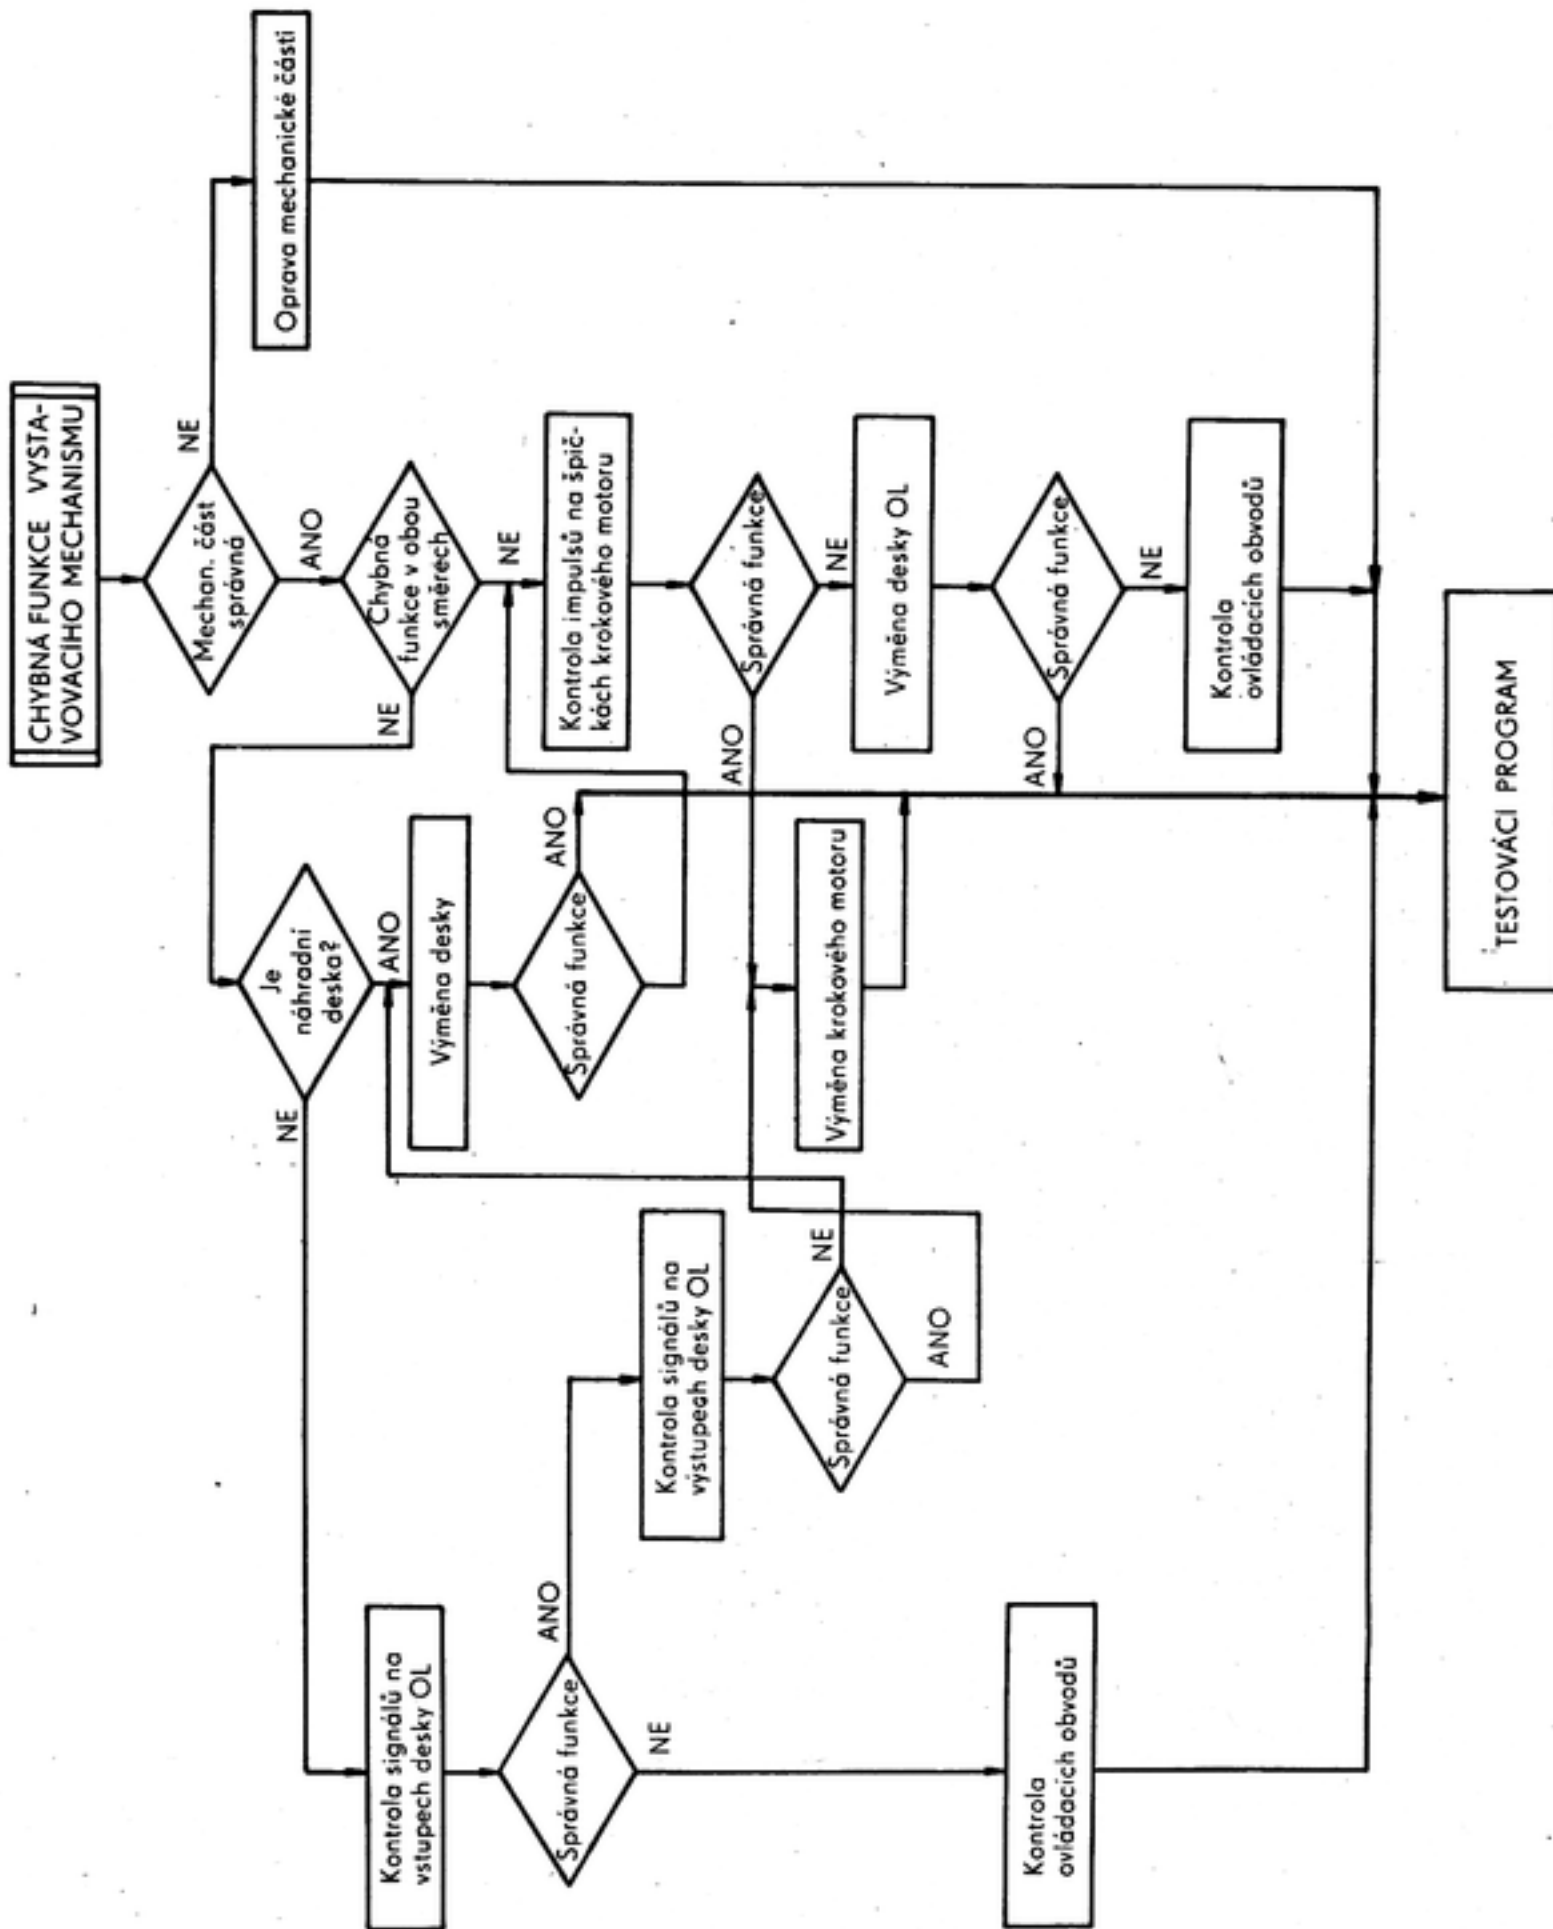 CHYBNÁ FUNKCE VYSTA-
VOVACÍHO MECHANISMU
Mechan. část
správná
NE
ANO
Oprava mechanické části
Chybná
funkce v obou
směrech
NE
NE
Je
náhradní
deska?
NE
ANO
Kontrola signálů na
vstupech desky OL
Výměna desky
Kontrola impulsů na špič-
kách krokového motoru
Správná funkce
ANO
NE
Správná funkce
ANO
Kontrola signálů na
výstupech desky OL
Správná funkce
ANO
NE
Správná funkce
NE
ANO
Výměna krokového motoru
Výměna desky OL
Správná funkce
ANO
NE
Kontrola
ovládacích obvodů
Kontrola
ovládacích obvodů
TESTOVÁCI PROGRAM